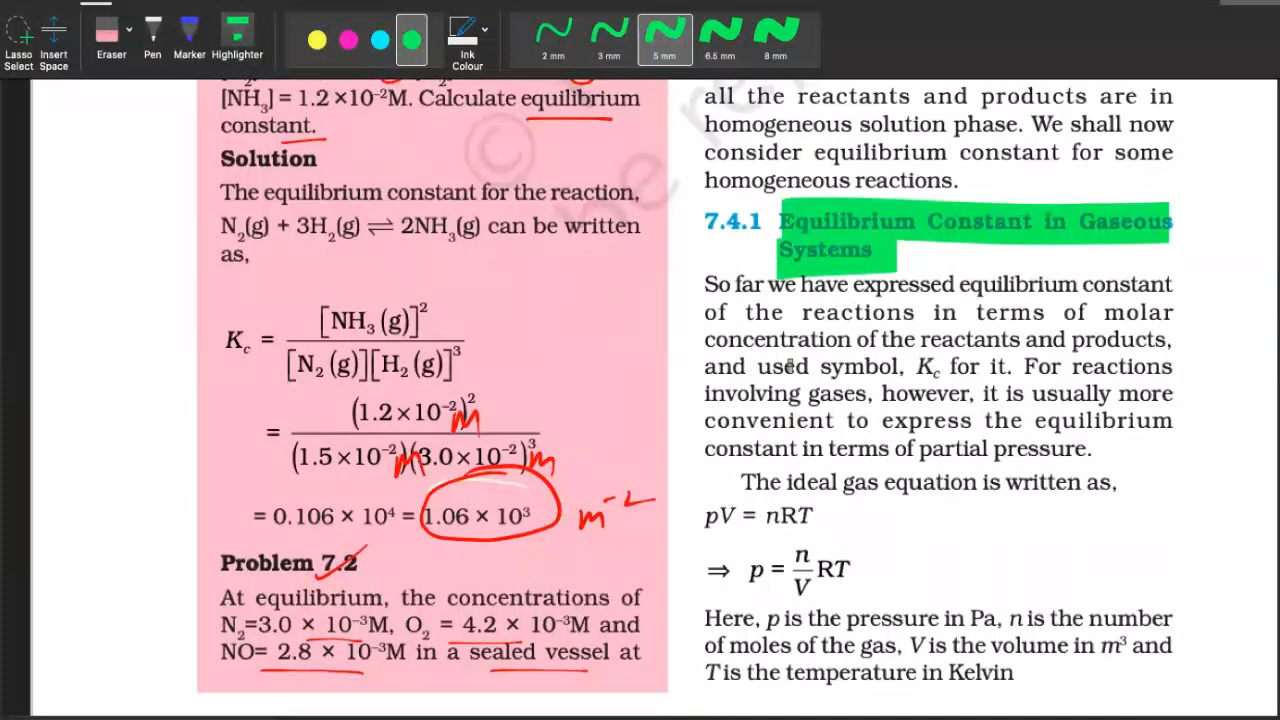 Lasso Select
Insert Space
Eraser
Pen
Marker
Highlighter
Ink Colour
2 mm
3 mm
5 mm
6.5 mm
8 mm
[NH₃] = 1.2 ×10⁻²M. Calculate equilibrium
constant.
Solution
The equilibrium constant for the reaction,
N₂(g) + 3H₂(g) ⇌ 2NH₃(g) can be written
as,
K_c = [NH₃(g)]² / [N₂(g)][H₂(g)]³
= (1.2×10⁻²)² / (1.5×10⁻²)(3.0×10⁻²)³
M
M
M
= 0.106 × 10⁴ = 1.06 × 10³
m⁻²
Problem 7.2
At equilibrium, the concentrations of
N₂=3.0 × 10⁻³M, O₂ = 4.2 × 10⁻³M and
NO= 2.8 × 10⁻³M in a sealed vessel at
all the reactants and products are in
homogeneous solution phase. We shall now
consider equilibrium constant for some
homogeneous reactions.
7.4.1 Equilibrium Constant in Gaseous
Systems
So far we have expressed equilibrium constant
of the reactions in terms of molar
concentration of the reactants and products,
and used symbol, K_c for it. For reactions
involving gases, however, it is usually more
convenient to express the equilibrium
constant in terms of partial pressure.
The ideal gas equation is written as,
pV = nRT
⇒ p = n/V RT
Here, p is the pressure in Pa, n is the number
of moles of the gas, V is the volume in m³ and
T is the temperature in Kelvin